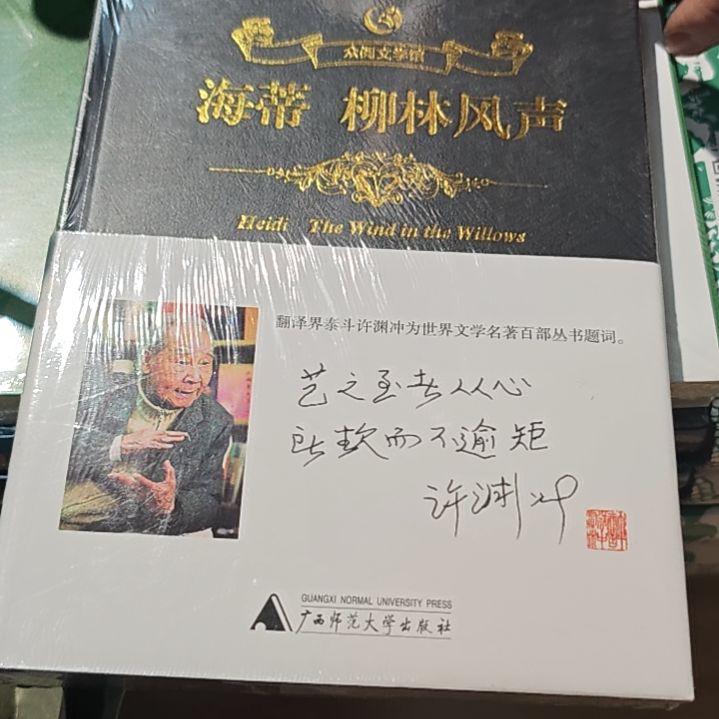 众阅文学馆
海蒂 柳林风声
Heidi The Wind in the Willows
翻译界泰斗许渊冲为世界文学名著百部丛书题词。
艺之至者从心
所欲而不逾矩
许渊冲
GUANGXI NORMAL UNIVERSITY PRESS
广西师范大学出版社